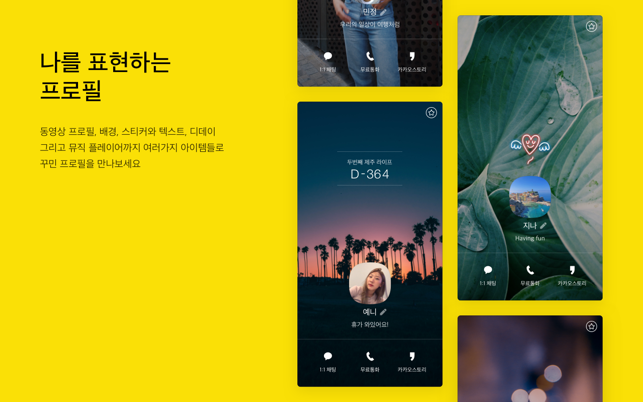 나를 표현하는
프로필
동영상 프로필, 배경, 스티커와 텍스트, 디데이
그리고 뮤직 플레이어까지 여러가지 아이템들로
꾸민 프로필을 만나보세요
민정
우리의 일상이 여행처럼
1:1 채팅 무료통화 카카오스토리
두번째 제주 라이프
D-364
예니
휴가 와있어요!
1:1 채팅 무료통화 카카오스토리
지나
Having fun
1:1 채팅 무료통화 카카오스토리